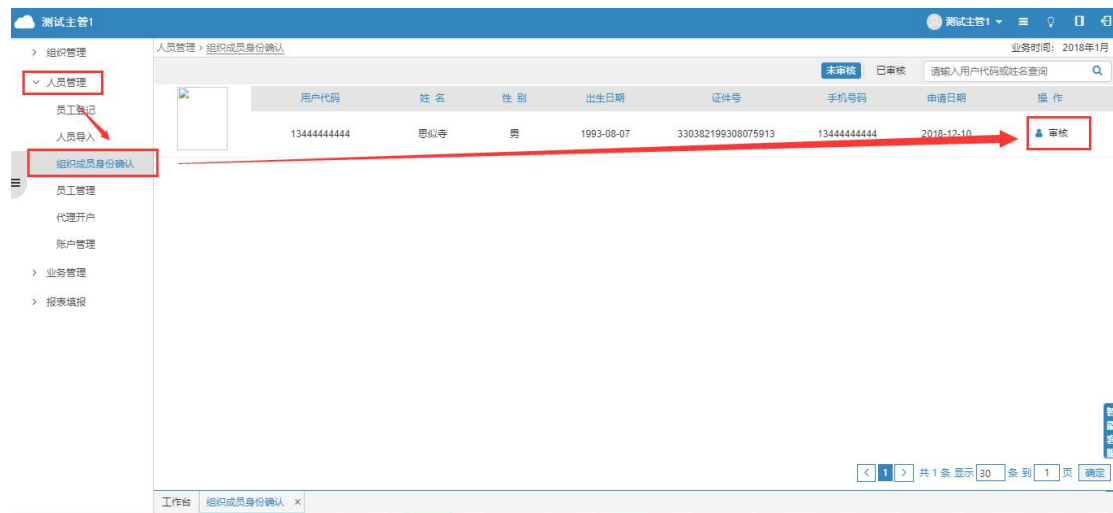 测试主管1
测试主管1
组织管理
人员管理 > 组织成员身份确认
业务时间: 2018年1月
人员管理
未审核 已审核 请输入用户代码或姓名查询
用户代码 姓 名 性 别 出生日期 证件号 手机号码 申请日期 操 作
员工登记
人员导入
13444444444 思似寺 男 1993-08-07 330382199308075913 13444444444 2018-12-10 审核
组织成员身份确认
员工管理
代理开户
账户管理
业务管理
报表填报
智能客服
< 1 > 共 1 条 显示 30 条 到 1 页 确定
工作台 组织成员身份确认 ×